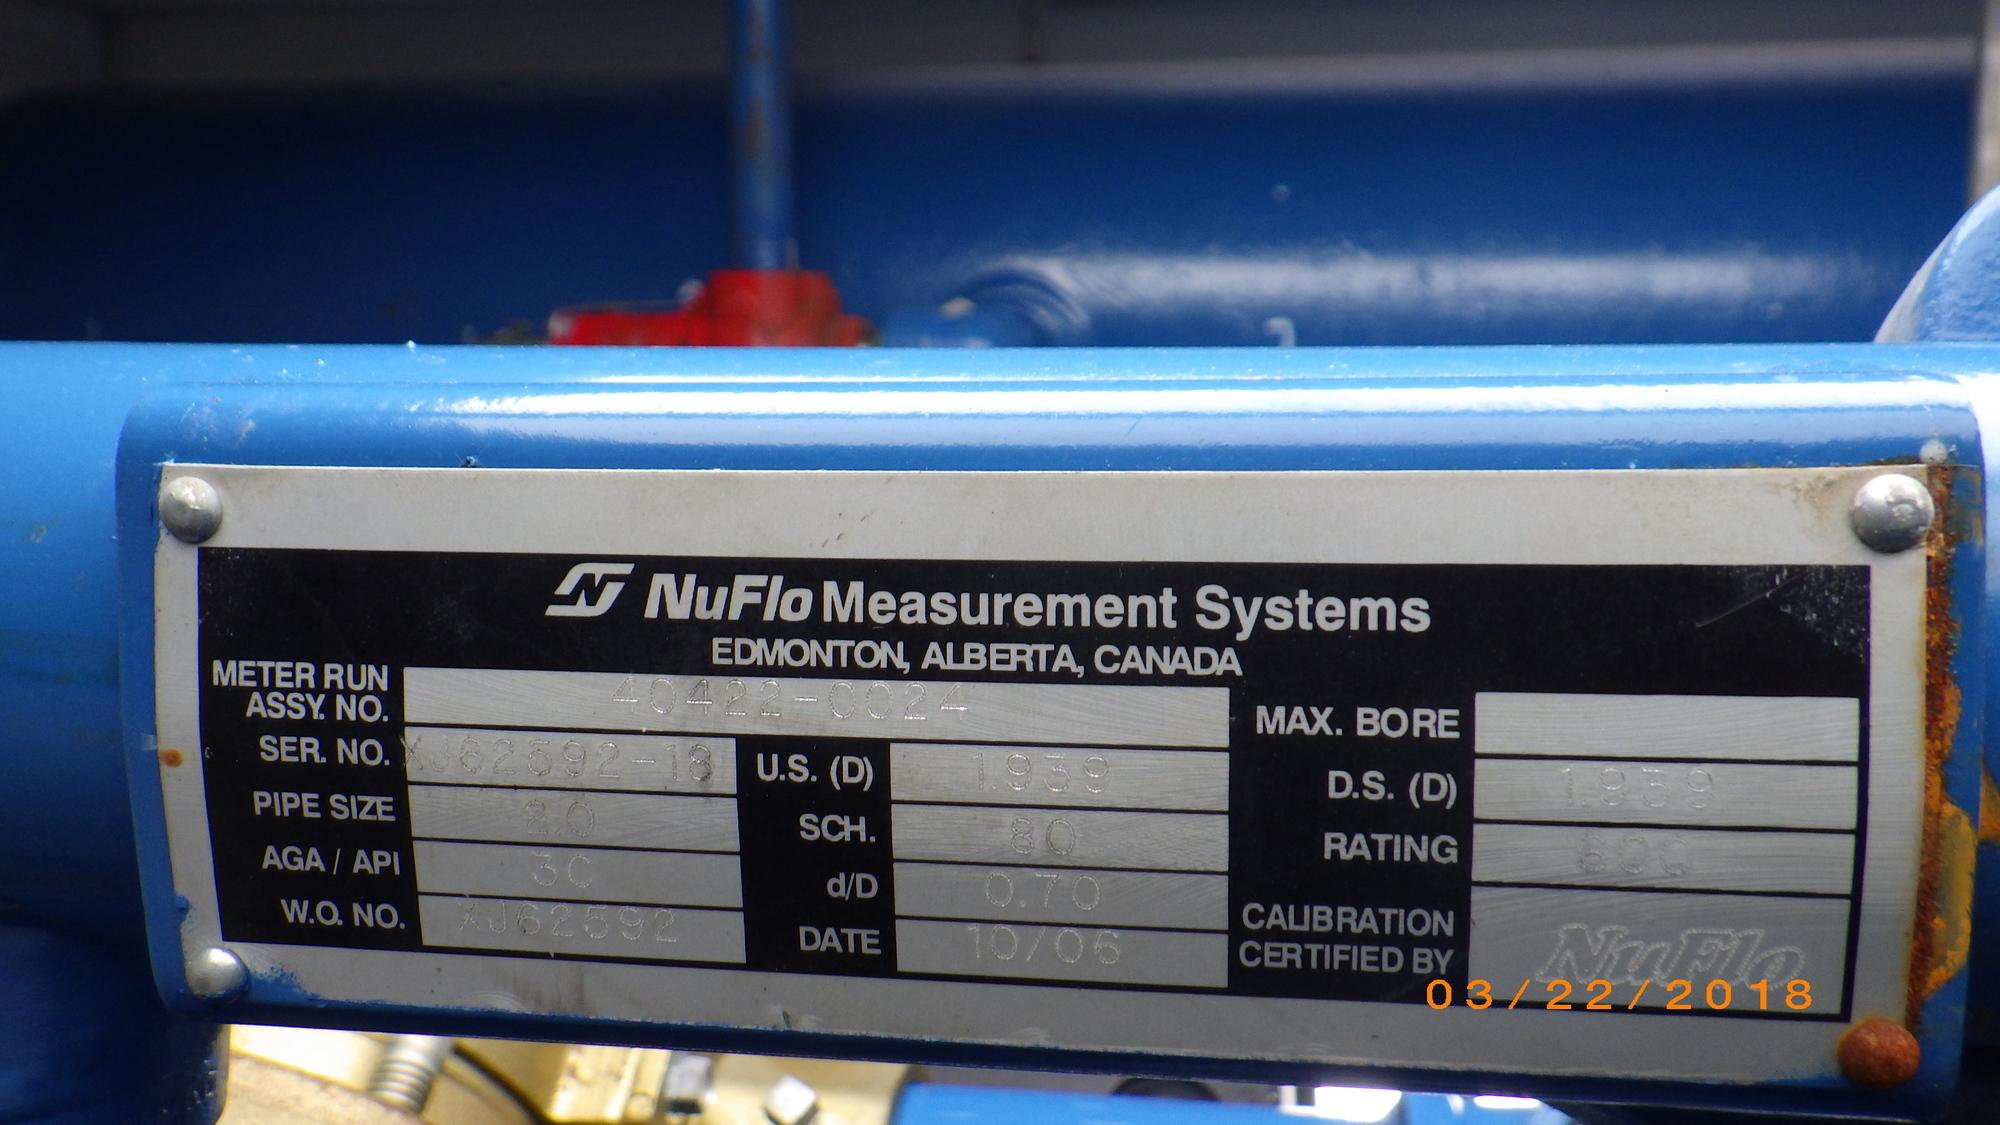 NuFlo Measurement Systems
EDMONTON, ALBERTA, CANADA
METER RUN ASSY. NO. 40422-0024
MAX. BORE
SER. NO. XJ62592-18 U.S. (D) 1.939 D.S. (D) 1.939
PIPE SIZE 2.0 SCH. 80 RATING 600
AGA / API 3C d/D 0.70
W.O. NO. XJ62592 DATE 10/06 CALIBRATION CERTIFIED BY NuFlo
03/22/2018